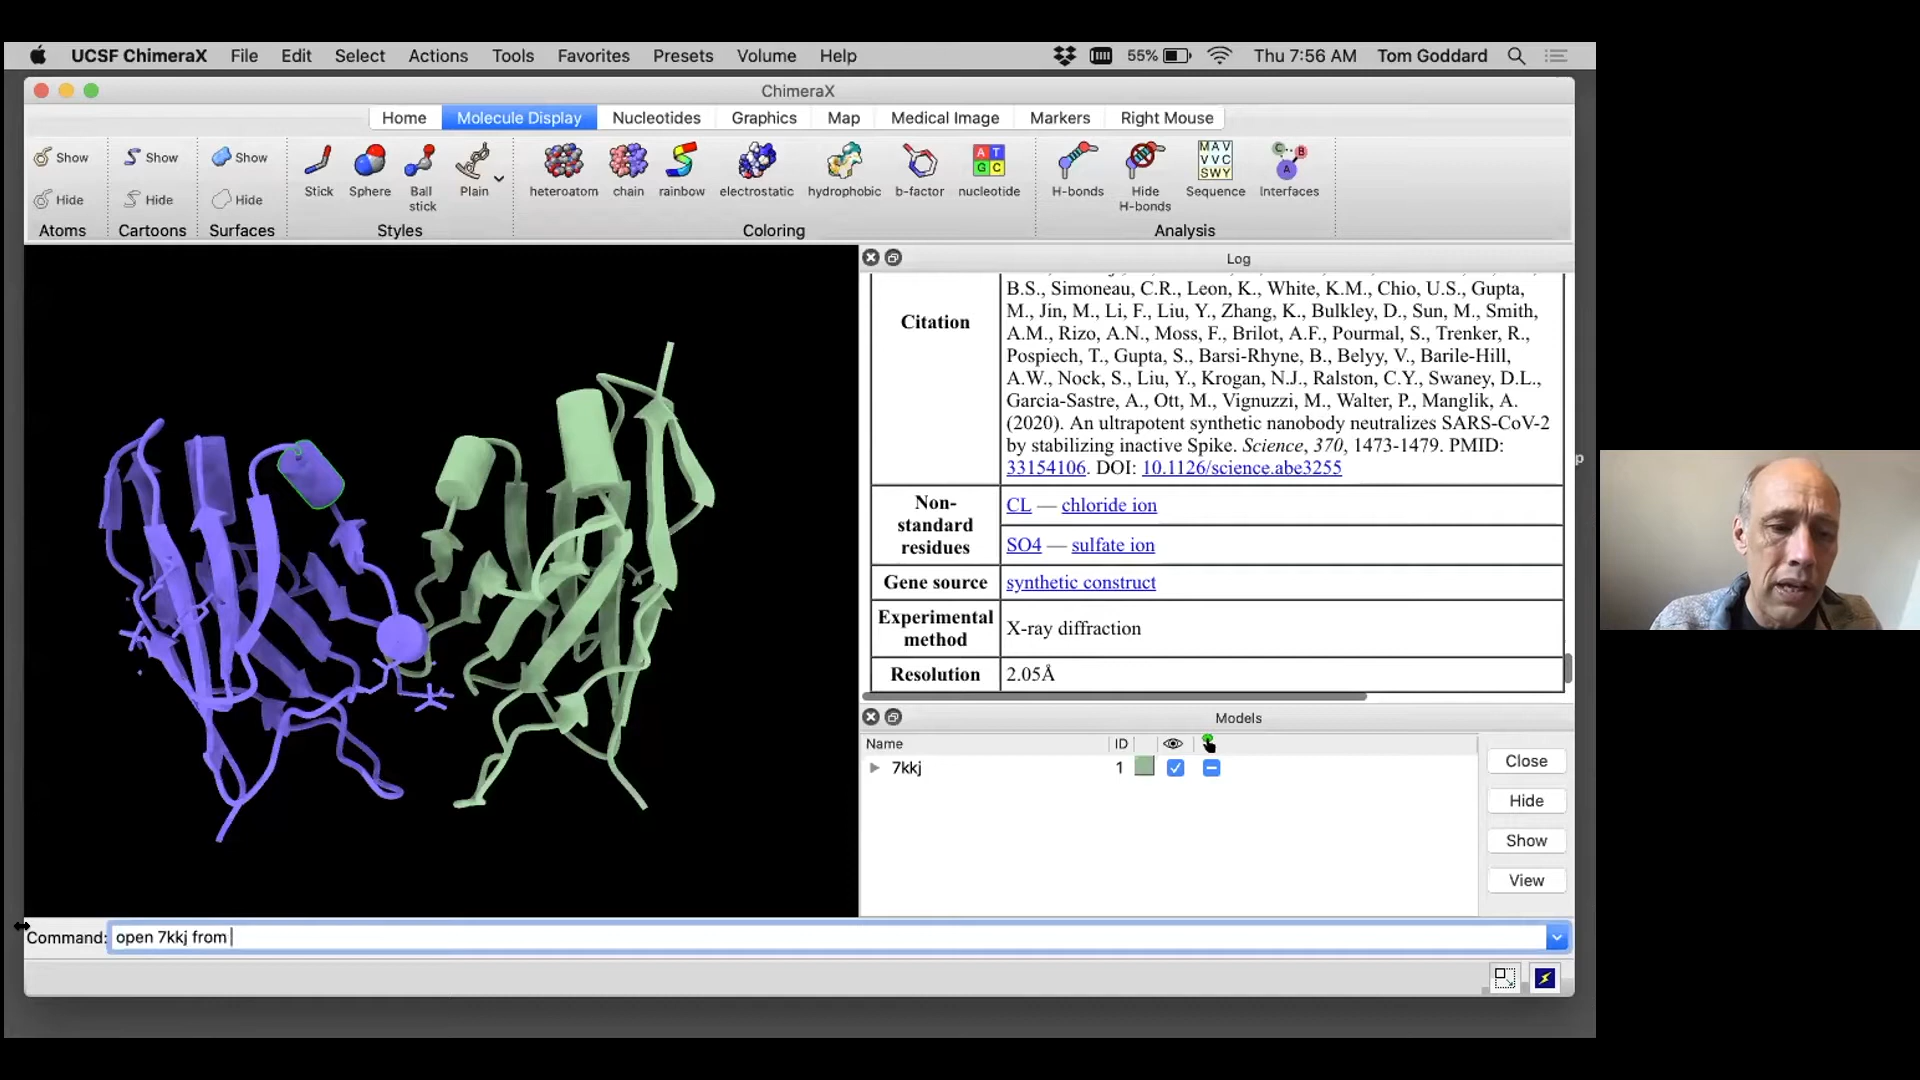 UCSF ChimeraX File Edit Select Actions Tools Favorites Presets Volume Help 55% Thu 7:56 AM Tom Goddard
ChimeraX
Home Molecule Display Nucleotides Graphics Map Medical Image Markers Right Mouse
Show Show Show
Hide Hide Hide
Atoms Cartoons Surfaces
Stick Sphere Ball stick Plain
Styles
heteroatom chain rainbow electrostatic hydrophobic b-factor nucleotide
Coloring
H-bonds Hide H-bonds Sequence Interfaces
Analysis
Log
Citation
B.S., Simoneau, C.R., Leon, K., White, K.M., Chio, U.S., Gupta,
M., Jin, M., Li, F., Liu, Y., Zhang, K., Bulkley, D., Sun, M., Smith,
A.M., Rizo, A.N., Moss, F., Brilot, A.F., Pourmal, S., Trenker, R.,
Pospiech, T., Gupta, S., Barsi-Rhyne, B., Belyy, V., Barile-Hill,
A.W., Nock, S., Liu, Y., Krogan, N.J., Ralston, C.Y., Swaney, D.L.,
Garcia-Sastre, A., Ott, M., Vignuzzi, M., Walter, P., Manglik, A.
(2020). An ultrapotent synthetic nanobody neutralizes SARS-CoV-2
by stabilizing inactive Spike. Science, 370, 1473-1479. PMID:
33154106. DOI: 10.1126/science.abe3255
Non-
standard
residues
CL — chloride ion
SO4 — sulfate ion
Gene source synthetic construct
Experimental
method
X-ray diffraction
Resolution 2.05Å
Models
Name ID
7kkj 1
Close
Hide
Show
View
Command: open 7kkj from